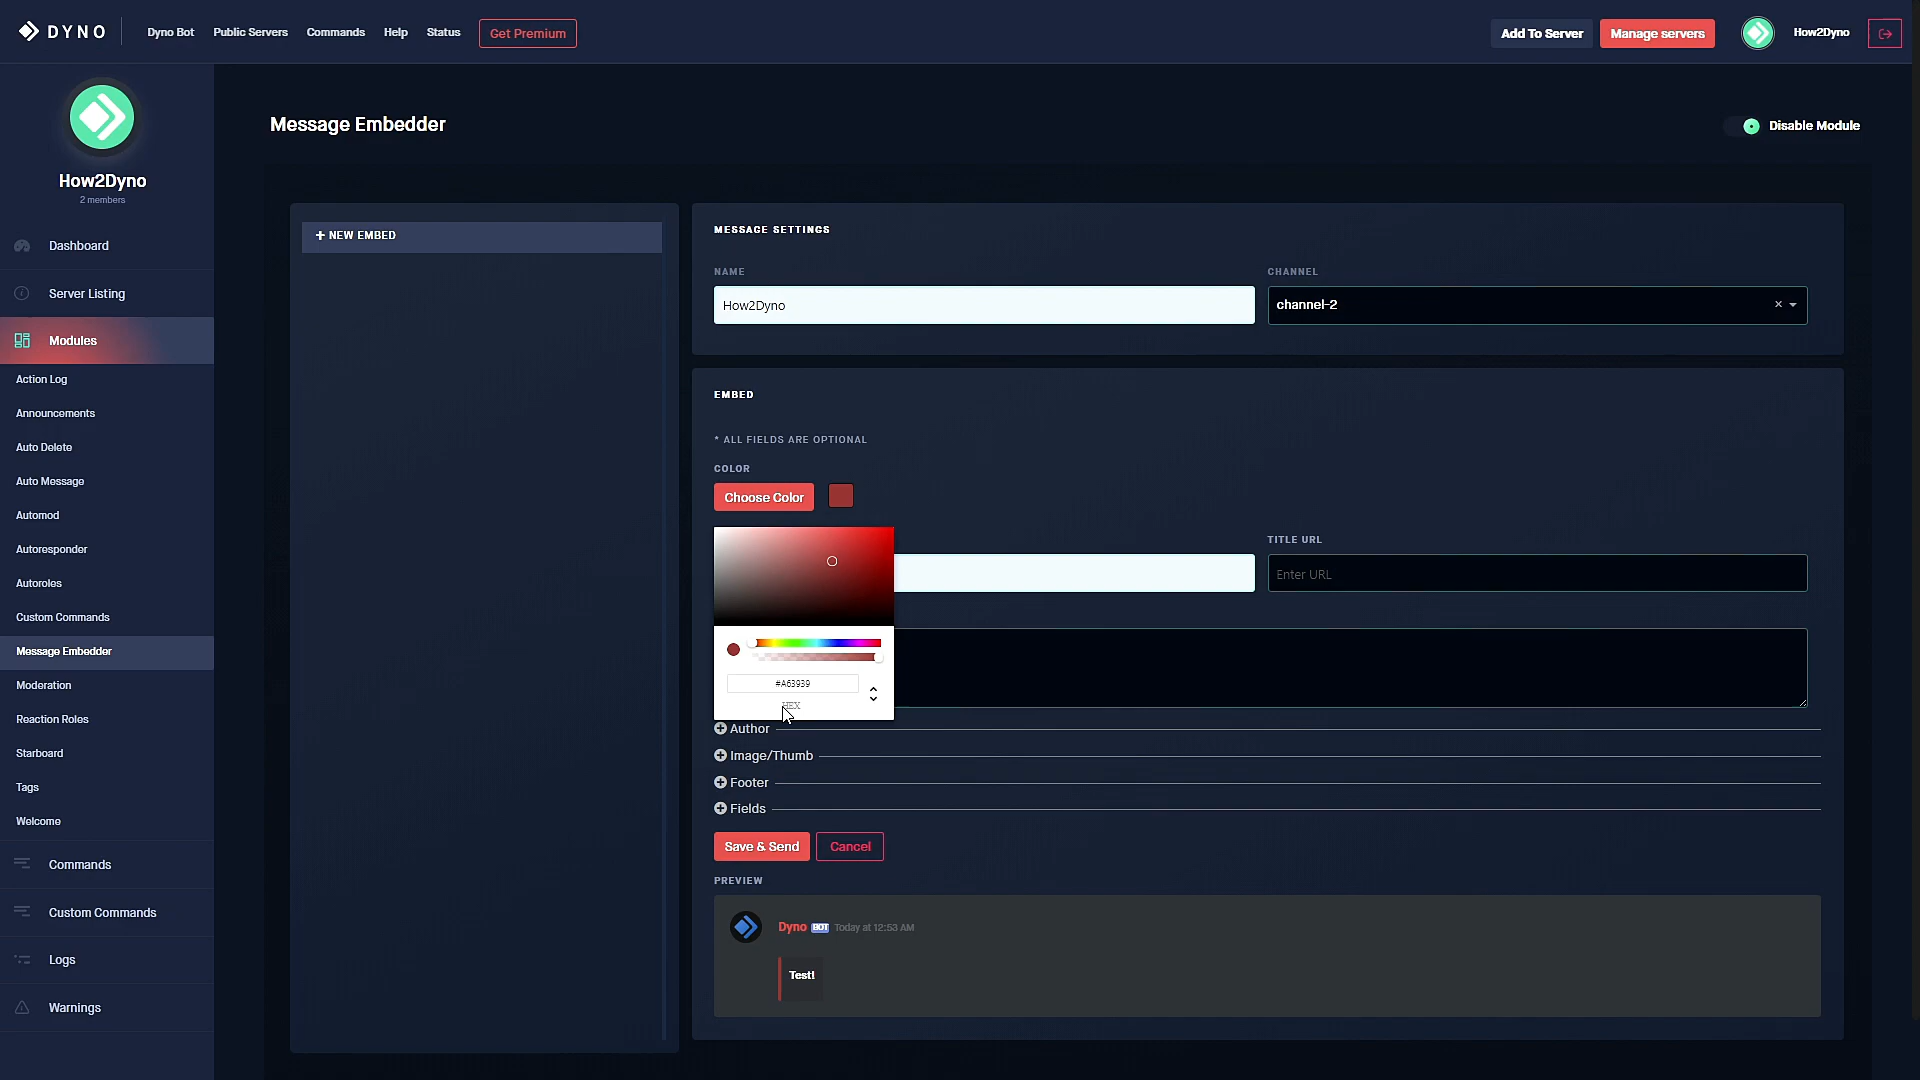 DYNO
Dyno Bot
Public Servers
Commands
Help
Status
Get Premium
Add To Server
Manage servers
How2Dyno
How2Dyno
2 members
Dashboard
Server Listing
Modules
Action Log
Announcements
Auto Delete
Auto Message
Automod
Autoresponder
Autoroles
Custom Commands
Message Embedder
Moderation
Reaction Roles
Starboard
Tags
Welcome
Commands
Custom Commands
Logs
Warnings
Message Embedder
Disable Module
NEW EMBED
MESSAGE SETTINGS
NAME
How2Dyno
CHANNEL
channel-2
EMBED
* ALL FIELDS ARE OPTIONAL
COLOR
Choose Color
TITLE URL
Enter URL
#A63939
HEX
Author
Image/Thumb
Footer
Fields
Save & Send
Cancel
PREVIEW
Dyno BOT Today at 12:53 AM
Test!